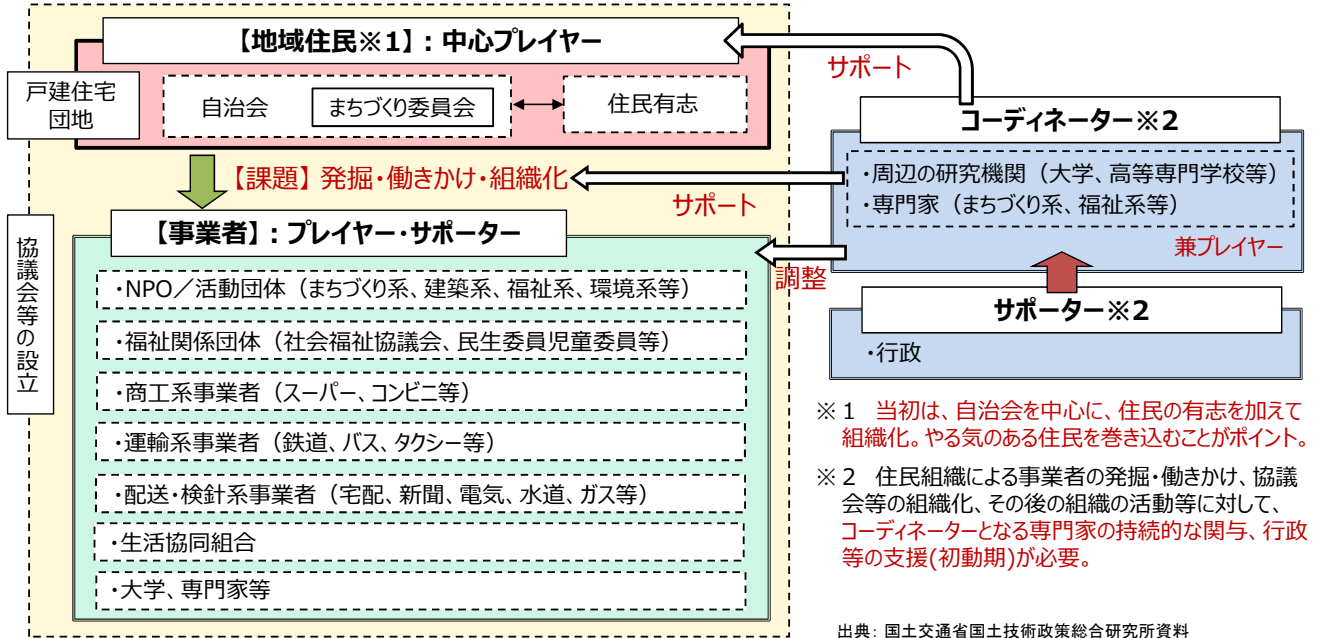 【地域住民※1】:中心プレイヤー
戸建住宅
団地
自治会
まちづくり委員会
住民有志
サポート
コーディネーター※2
・周辺の研究機関（大学、高等専門学校等）
・専門家（まちづくり系、福祉系等）
兼プレイヤー
【課題】発掘・働きかけ・組織化
サポート
協議会等の設立
【事業者】:プレイヤー・サポーター
調整
・NPO／活動団体（まちづくり系、建築系、福祉系、環境系等）
・福祉関係団体（社会福祉協議会、民生委員児童委員等）
・商工系事業者（スーパー、コンビニ等）
・運輸系事業者（鉄道、バス、タクシー等）
・配送・検針系事業者（宅配、新聞、電気、水道、ガス等）
・生活協同組合
・大学、専門家等
サポーター※2
・行政
※１　当初は、自治会を中心に、住民の有志を加えて
組織化。やる気のある住民を巻き込むことがポイント。
※２　住民組織による事業者の発掘・働きかけ、協議
会等の組織化、その後の組織の活動等に対して、
コーディネーターとなる専門家の持続的な関与、行政
等の支援(初動期)が必要。
出典：国土交通省国土技術政策総合研究所資料